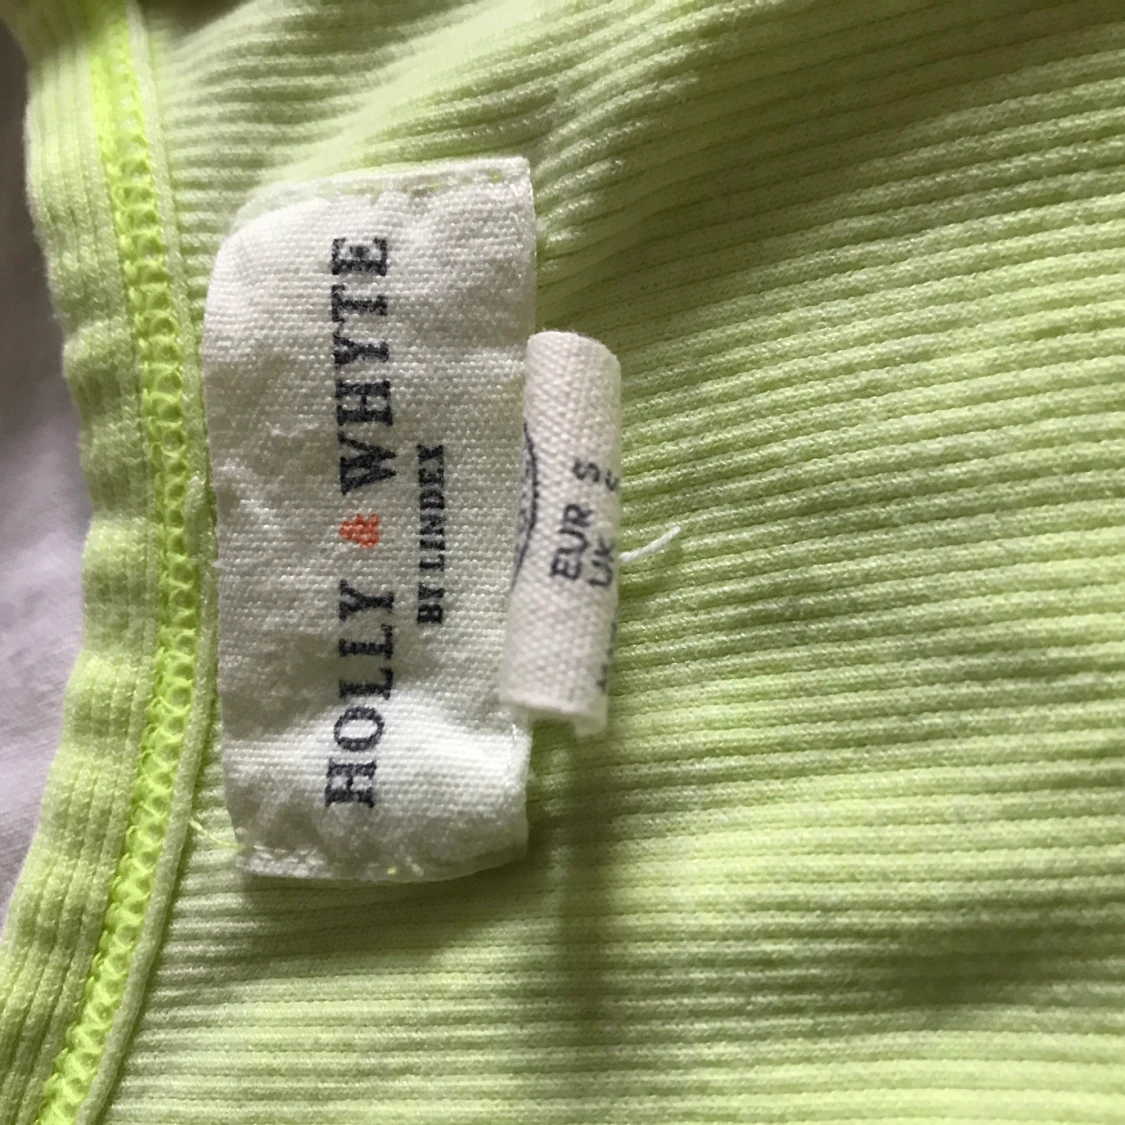 HOLLY & WHYTE
BY LINDEX
EUR S
UK